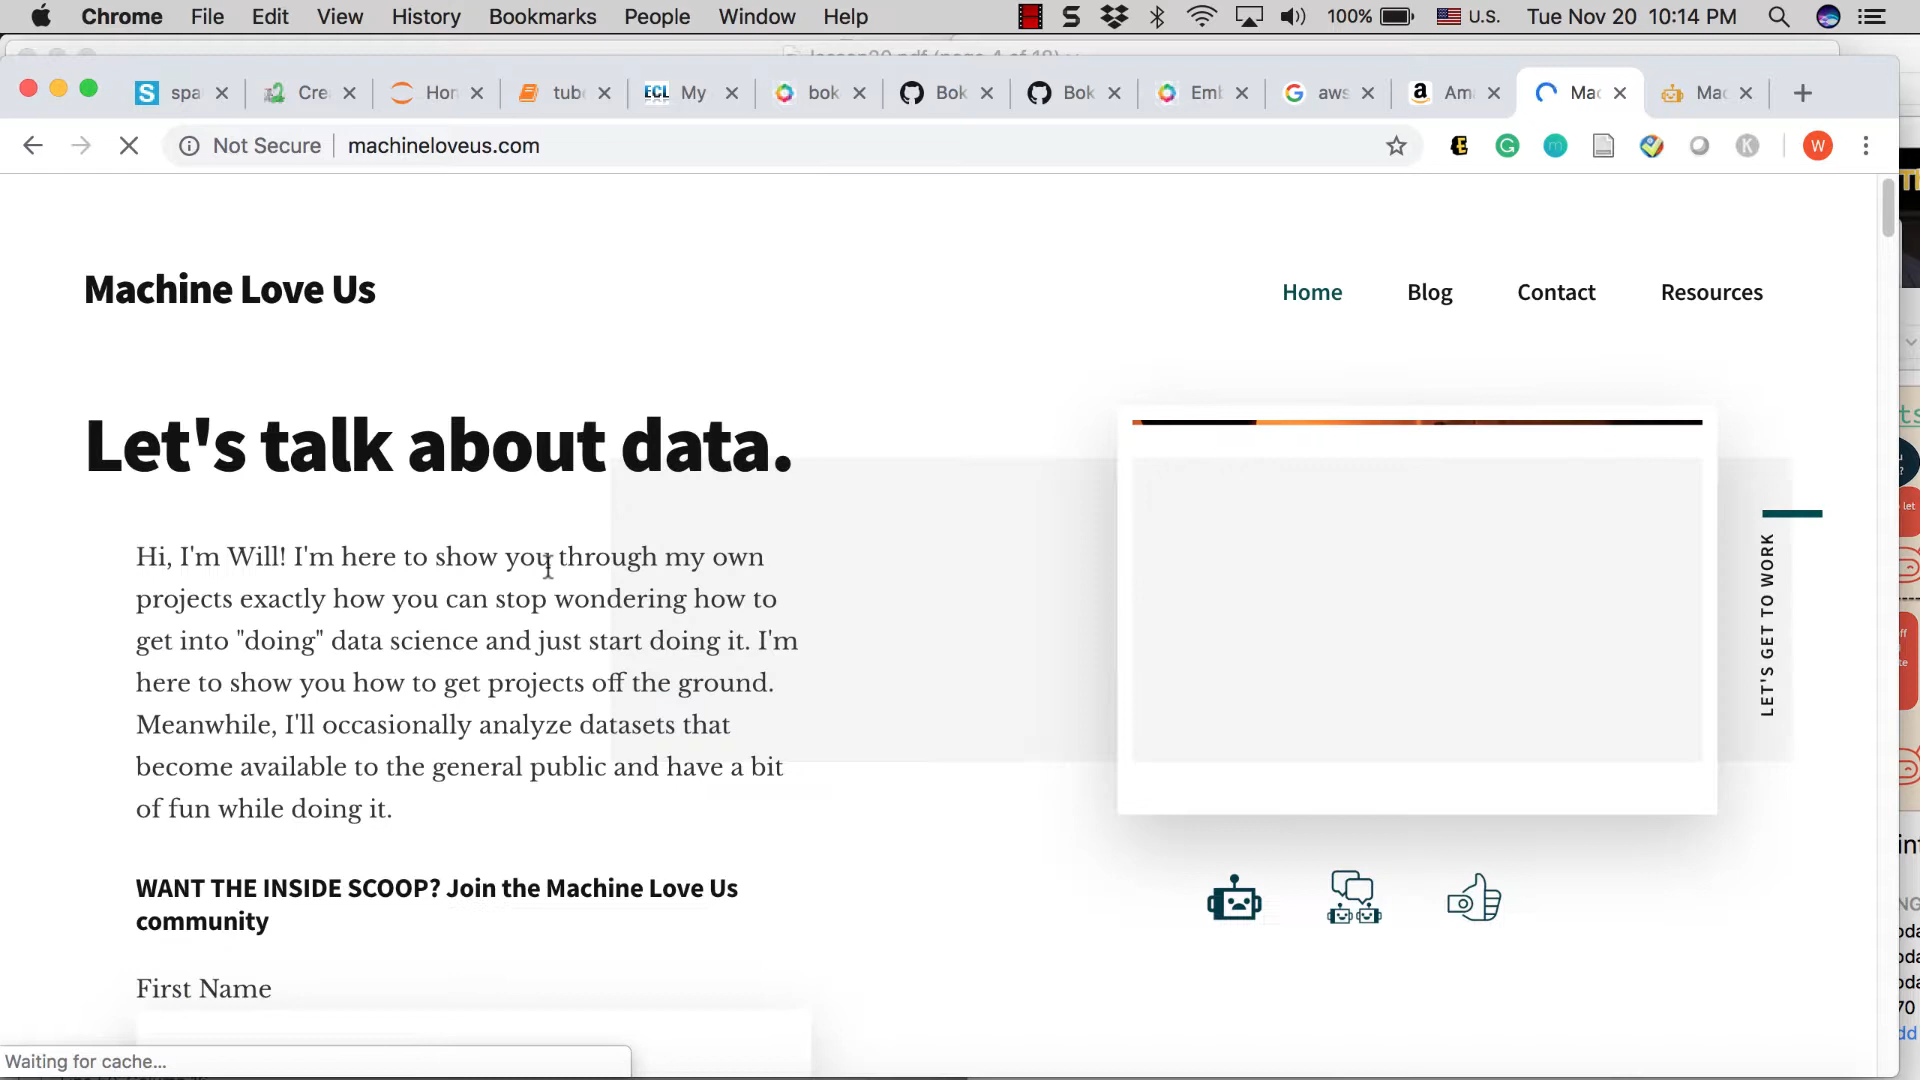 Chrome File Edit View History Bookmarks People Window Help 100% U.S. Tue Nov 20 10:14 PM
spa Cre Hor tub ECL My bok Bok Bok Emb aws Am Mac Mac
Not Secure machineloveus.com W
Machine Love Us
Home Blog Contact Resources
Let's talk about data.
Hi, I'm Will! I'm here to show you through my own
projects exactly how you can stop wondering how to
get into "doing" data science and just start doing it. I'm
here to show you how to get projects off the ground.
Meanwhile, I'll occasionally analyze datasets that
become available to the general public and have a bit
of fun while doing it.
LET'S GET TO WORK
WANT THE INSIDE SCOOP? Join the Machine Love Us
community
First Name
Waiting for cache...